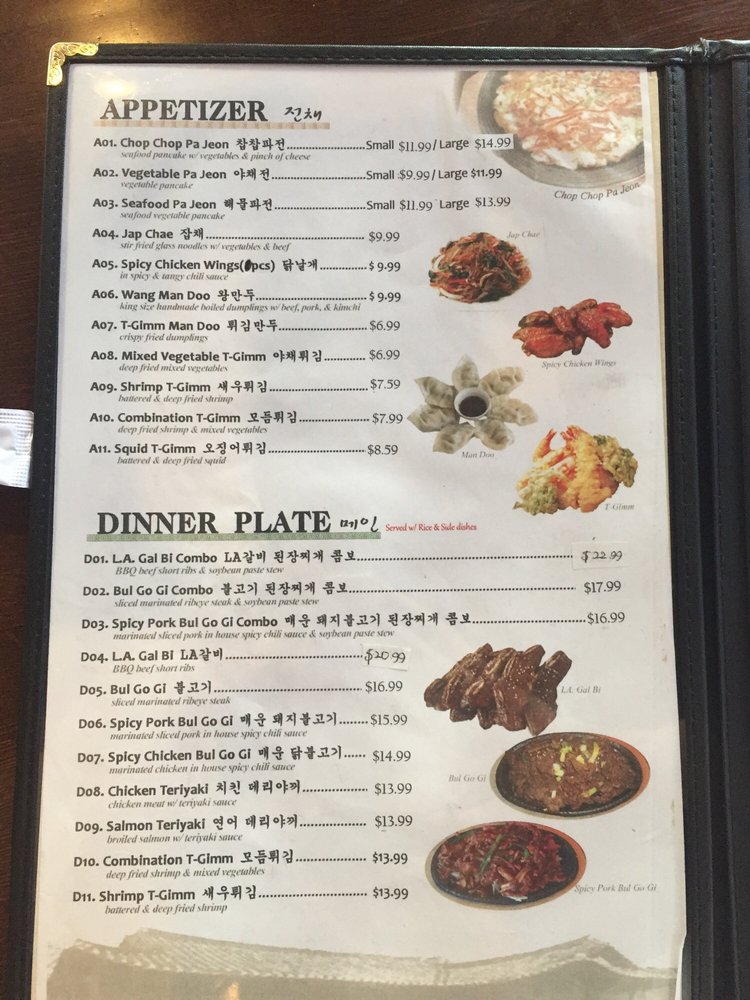 APPETIZER 전채
A01. Chop Chop Pa Jeon 찹찹파전 Small $11.99/ Large $14.99
seafood pancake w/ vegetables & pinch of cheese
Chop Chop Pa Jeon
A02. Vegetable Pa Jeon 야채전 Small $9.99/ Large $11.99
vegetable pancake
A03. Seafood Pa Jeon 해물파전 Small $11.99 Large $13.99
seafood vegetable pancake
A04. Jap Chae 잡채 $9.99
stir fried glass noodles w/ vegetables & beef
Jap Chae
A05. Spicy Chicken Wings( pcs) 닭날개 $9.99
in spicy & tangy chili sauce
A06. Wang Man Doo 왕만두 $9.99
king size handmade boiled dumplings w/ beef, pork, & kimchi
A07. T-Gimm Man Doo 튀김만두 $6.99
crispy fried dumplings
A08. Mixed Vegetable T-Gimm 야채튀김 $6.99
deep fried mixed vegetables
Spicy Chicken Wings
A09. Shrimp T-Gimm 새우튀김 $7.59
battered & deep fried shrimp
A10. Combination T-Gimm 모듬튀김 $7.99
deep fried shrimp & mixed vegetables
A11. Squid T-Gimm 오징어튀김 $8.59
battered & deep fried squid
Man Doo
T-Gimm
DINNER PLATE 메인 Served w/ Rice & Side dishes
D01. L.A. Gal Bi Combo LA갈비 된장찌개 콤보 $22.99
BBQ beef short ribs & soybean paste stew
D02. Bul Go Gi Combo 불고기 된장찌개 콤보 $17.99
sliced marinated ribeye steak & soybean paste stew
D03. Spicy Pork Bul Go Gi Combo 매운 돼지불고기 된장찌개 콤보 $16.99
marinated sliced pork in house spicy chili sauce & soybean paste stew
D04. L.A. Gal Bi LA갈비 $20.99
BBQ beef short ribs
D05. Bul Go Gi 불고기 $16.99
sliced marinated ribeye steak
L.A. Gal Bi
D06. Spicy Pork Bul Go Gi 매운 돼지불고기 $15.99
marinated sliced pork in house spicy chili sauce
D07. Spicy Chicken Bul Go Gi 매운 닭불고기 $14.99
marinated chicken in house spicy chili sauce
Bul Go Gi
D08. Chicken Teriyaki 치킨 데리야끼 $13.99
chicken meat w/ teriyaki sauce
D09. Salmon Teriyaki 연어 데리야끼 $13.99
broiled salmon w/ teriyaki sauce
D10. Combination T-Gimm 모듬튀김 $13.99
deep fried shrimp & mixed vegetables
D11. Shrimp T-Gimm 새우튀김 $13.99
battered & deep fried shrimp
Spicy Pork Bul Go Gi